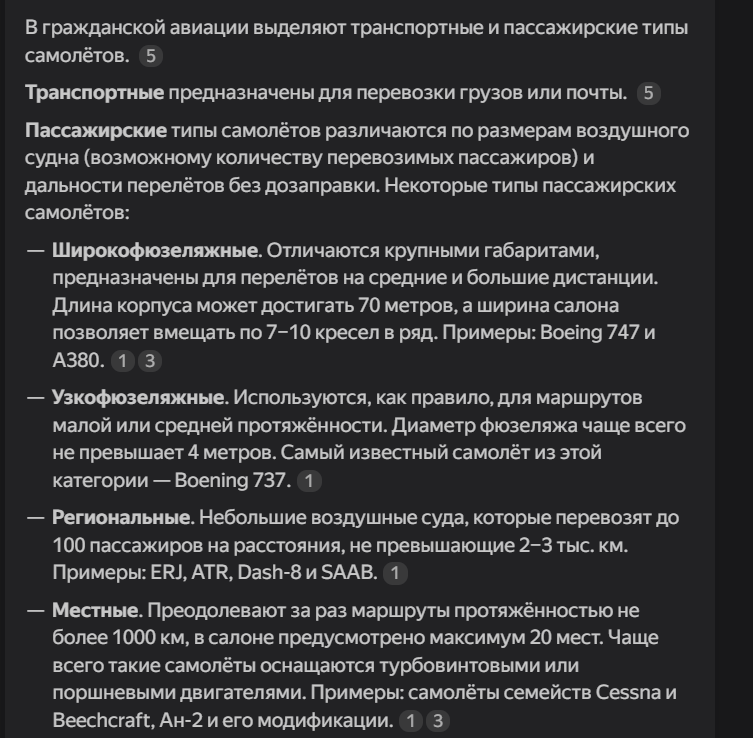 В гражданской авиации выделяют транспортные и пассажирские типы
самолётов. 5
Транспортные предназначены для перевозки грузов или почты. 5
Пассажирские типы самолётов различаются по размерам воздушного
судна (возможному количеству перевозимых пассажиров) и
дальности перелётов без дозаправки. Некоторые типы пассажирских
самолётов:
— Широкофюзеляжные. Отличаются крупными габаритами,
предназначены для перелётов на средние и большие дистанции.
Длина корпуса может достигать 70 метров, а ширина салона
позволяет вмещать по 7–10 кресел в ряд. Примеры: Boeing 747 и
А380. 1 3
— Узкофюзеляжные. Используются, как правило, для маршрутов
малой или средней протяжённости. Диаметр фюзеляжа чаще всего
не превышает 4 метров. Самый известный самолёт из этой
категории — Boening 737. 1
— Региональные. Небольшие воздушные суда, которые перевозят до
100 пассажиров на расстояния, не превышающие 2–3 тыс. км.
Примеры: ERJ, ATR, Dash-8 и SAAB. 1
— Местные. Преодолевают за раз маршруты протяжённостью не
более 1000 км, в салоне предусмотрено максимум 20 мест. Чаще
всего такие самолёты оснащаются турбовинтовыми или
поршневыми двигателями. Примеры: самолёты семейств Cessna и
Beechcraft, Ан-2 и его модификации. 1 3